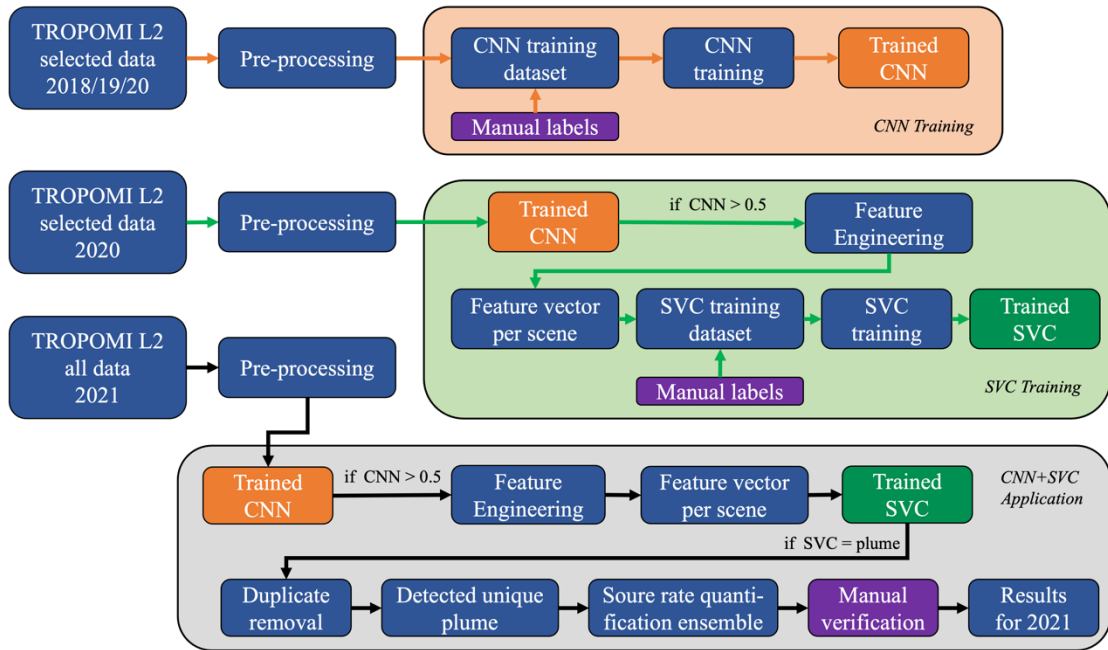 TROPOMI L2
selected data
2018/19/20
Pre-processing
CNN training
dataset
CNN
training
Trained
CNN
Manual labels
CNN Training
TROPOMI L2
selected data
2020
Pre-processing
Trained
CNN
if CNN > 0.5
Feature
Engineering
Feature vector
per scene
SVC training
dataset
SVC
training
Trained
SVC
Manual labels
SVC Training
TROPOMI L2
all data
2021
Pre-processing
Trained
CNN
if CNN > 0.5
Feature
Engineering
Feature vector
per scene
Trained
SVC
CNN+SVC
Application
if SVC = plume
Duplicate
removal
Detected unique
plume
Soure rate quanti-
fication ensemble
Manual
verification
Results
for 2021